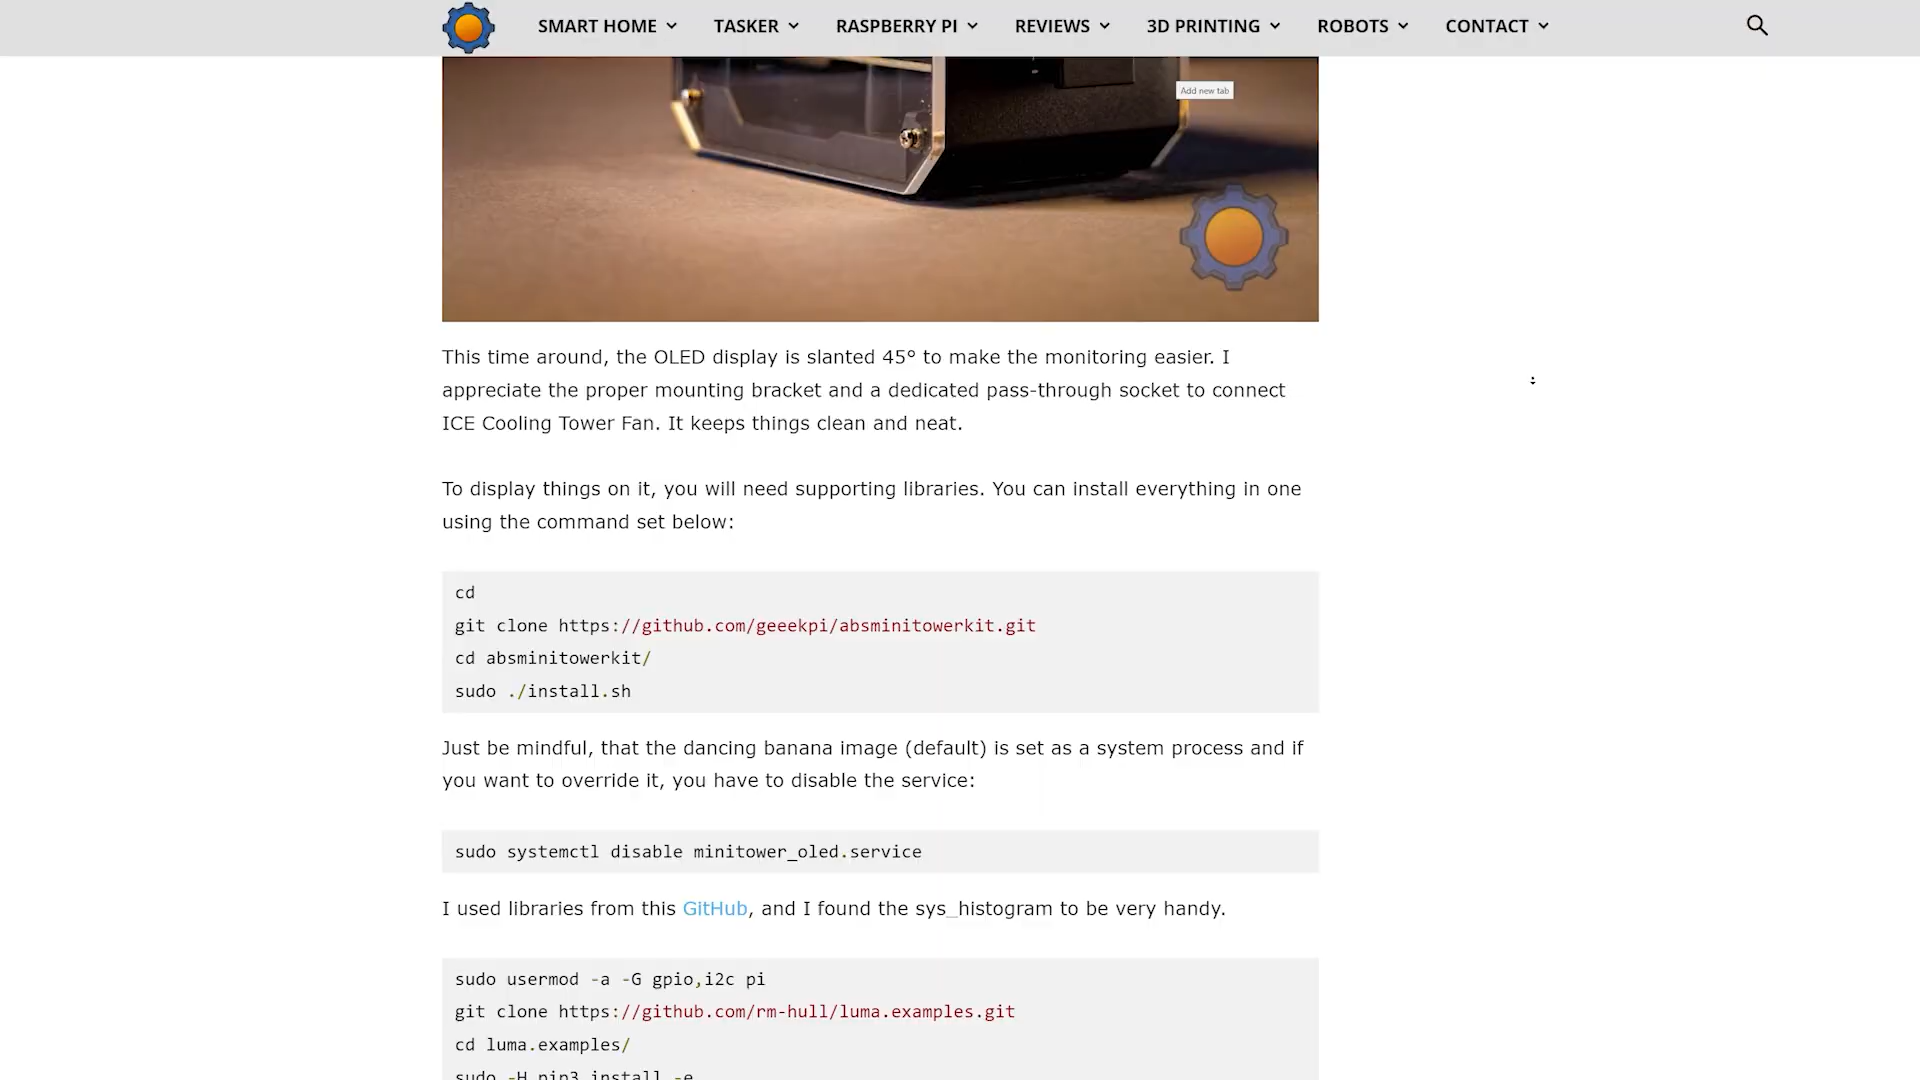 SMART HOME TASKER RASPBERRY PI REVIEWS 3D PRINTING ROBOTS CONTACT
Add new tab
This time around, the OLED display is slanted 45° to make the monitoring easier. I
appreciate the proper mounting bracket and a dedicated pass-through socket to connect
ICE Cooling Tower Fan. It keeps things clean and neat.
To display things on it, you will need supporting libraries. You can install everything in one
using the command set below:
cd
git clone https://github.com/geeekpi/absminitowerkit.git
cd absminitowerkit/
sudo ./install.sh
Just be mindful, that the dancing banana image (default) is set as a system process and if
you want to override it, you have to disable the service:
sudo systemctl disable minitower_oled.service
I used libraries from this GitHub, and I found the sys_histogram to be very handy.
sudo usermod -a -G gpio,i2c pi
git clone https://github.com/rm-hull/luma.examples.git
cd luma.examples/
sudo -H pip3 install -e